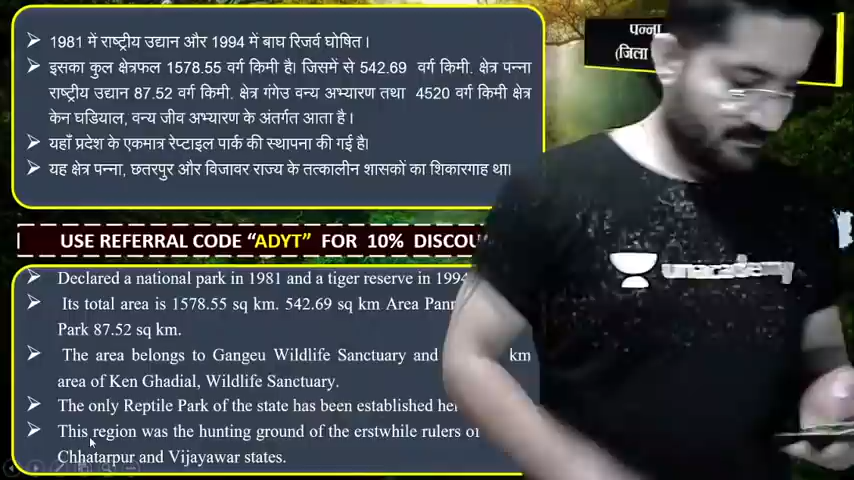 पन्ना
(जिला
1981 में राष्ट्रीय उद्यान और 1994 में बाघ रिजर्व घोषित।
इसका कुल क्षेत्रफल 1578.55 वर्ग किमी है। जिसमें से 542.69 वर्ग किमी. क्षेत्र पन्ना
राष्ट्रीय उद्यान 87.52 वर्ग किमी. क्षेत्र गंगेउ वन्य अभ्यारण तथा 4520 वर्ग किमी क्षेत्र
केन घडियाल, वन्य जीव अभ्यारण के अंतर्गत आता है।
यहाँ प्रदेश के एकमात्र रेप्टाइल पार्क की स्थापना की गई है।
यह क्षेत्र पन्ना, छतरपुर और विजावर राज्य के तत्कालीन शासकों का शिकारगाह था।
USE REFERRAL CODE “ADYT” FOR 10% DISCOU
Declared a national park in 1981 and a tiger reserve in 1994
Its total area is 1578.55 sq km. 542.69 sq km Area Pan
Park 87.52 sq km.
The area belongs to Gangeu Wildlife Sanctuary and km
area of Ken Ghadial, Wildlife Sanctuary.
The only Reptile Park of the state has been established he
This region was the hunting ground of the erstwhile rulers of
Chhatarpur and Vijayawar states.
unacademy